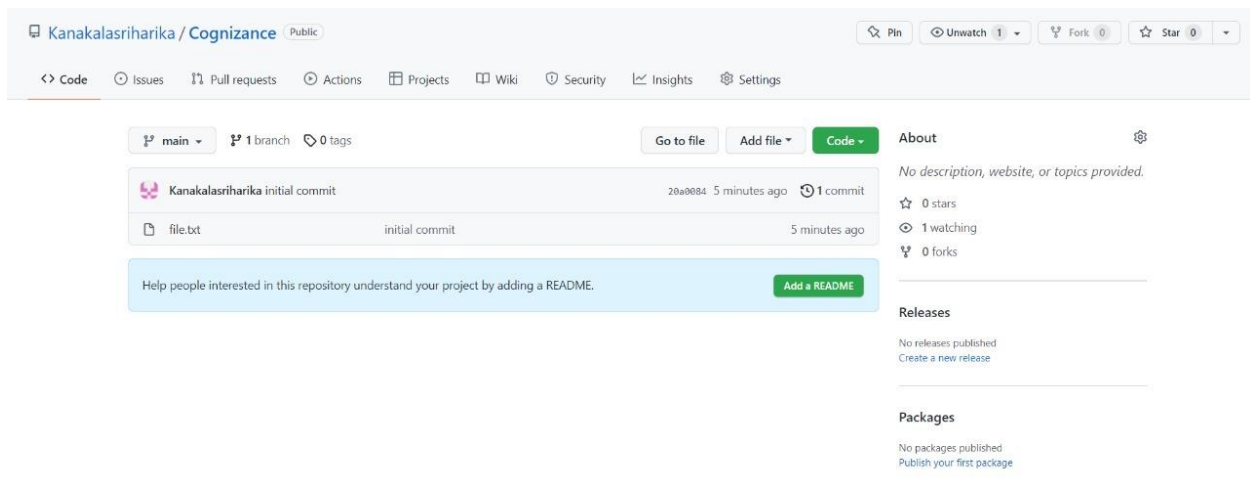 Kanakalasriharika / Cognizance Public
Pin Unwatch 1 Fork 0 Star 0
Code Issues Pull requests Actions Projects Wiki Security Insights Settings
main 1 branch 0 tags Go to file Add file Code
Kanakalasriharika initial commit 20a0084 5 minutes ago 1 commit
file.txt initial commit 5 minutes ago
Help people interested in this repository understand your project by adding a README. Add a README
About
No description, website, or topics provided.
0 stars
1 watching
0 forks
Releases
No releases published
Create a new release
Packages
No packages published
Publish your first package